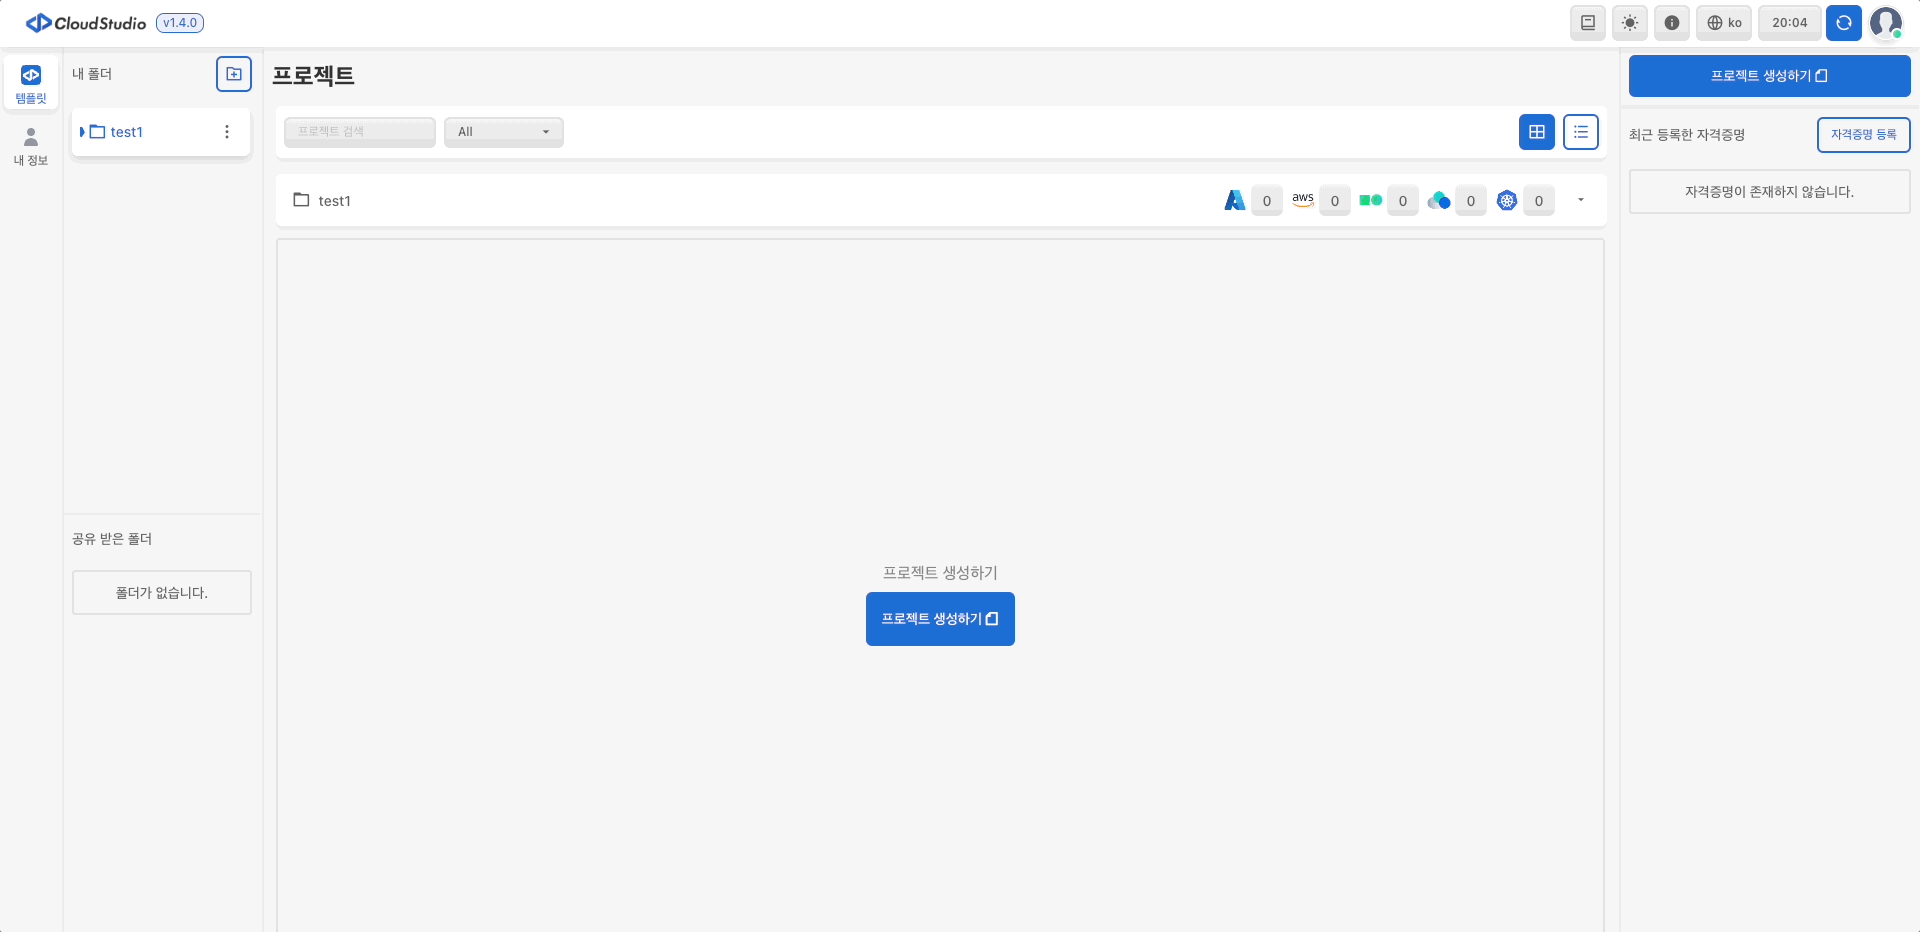 CloudStudio v1.4.0
ko
20:04
템플릿
내 정보
내 폴더
test1
공유 받은 폴더
폴더가 없습니다.
프로젝트
프로젝트 검색
All
test1
0
aws
0
0
0
0
프로젝트 생성하기
프로젝트 생성하기
프로젝트 생성하기
최근 등록한 자격증명
자격증명 등록
자격증명이 존재하지 않습니다.